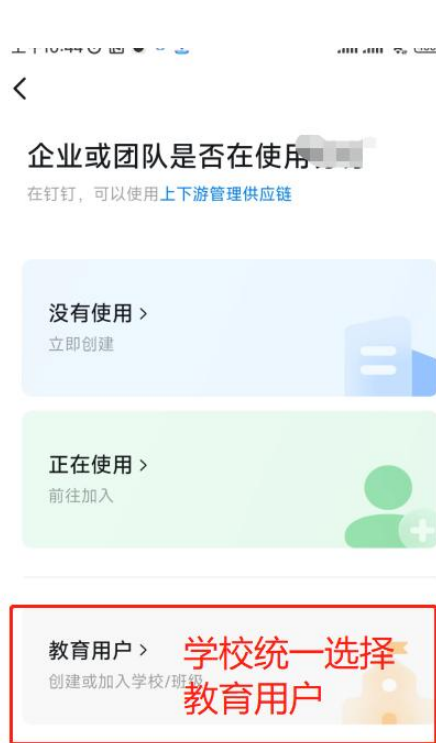 企业或团队是否在使用
在钉钉，可以使用上下游管理供应链
没有使用 >
立即创建
正在使用 >
前往加入
教育用户 >
创建或加入学校/班级
学校统一选择
教育用户